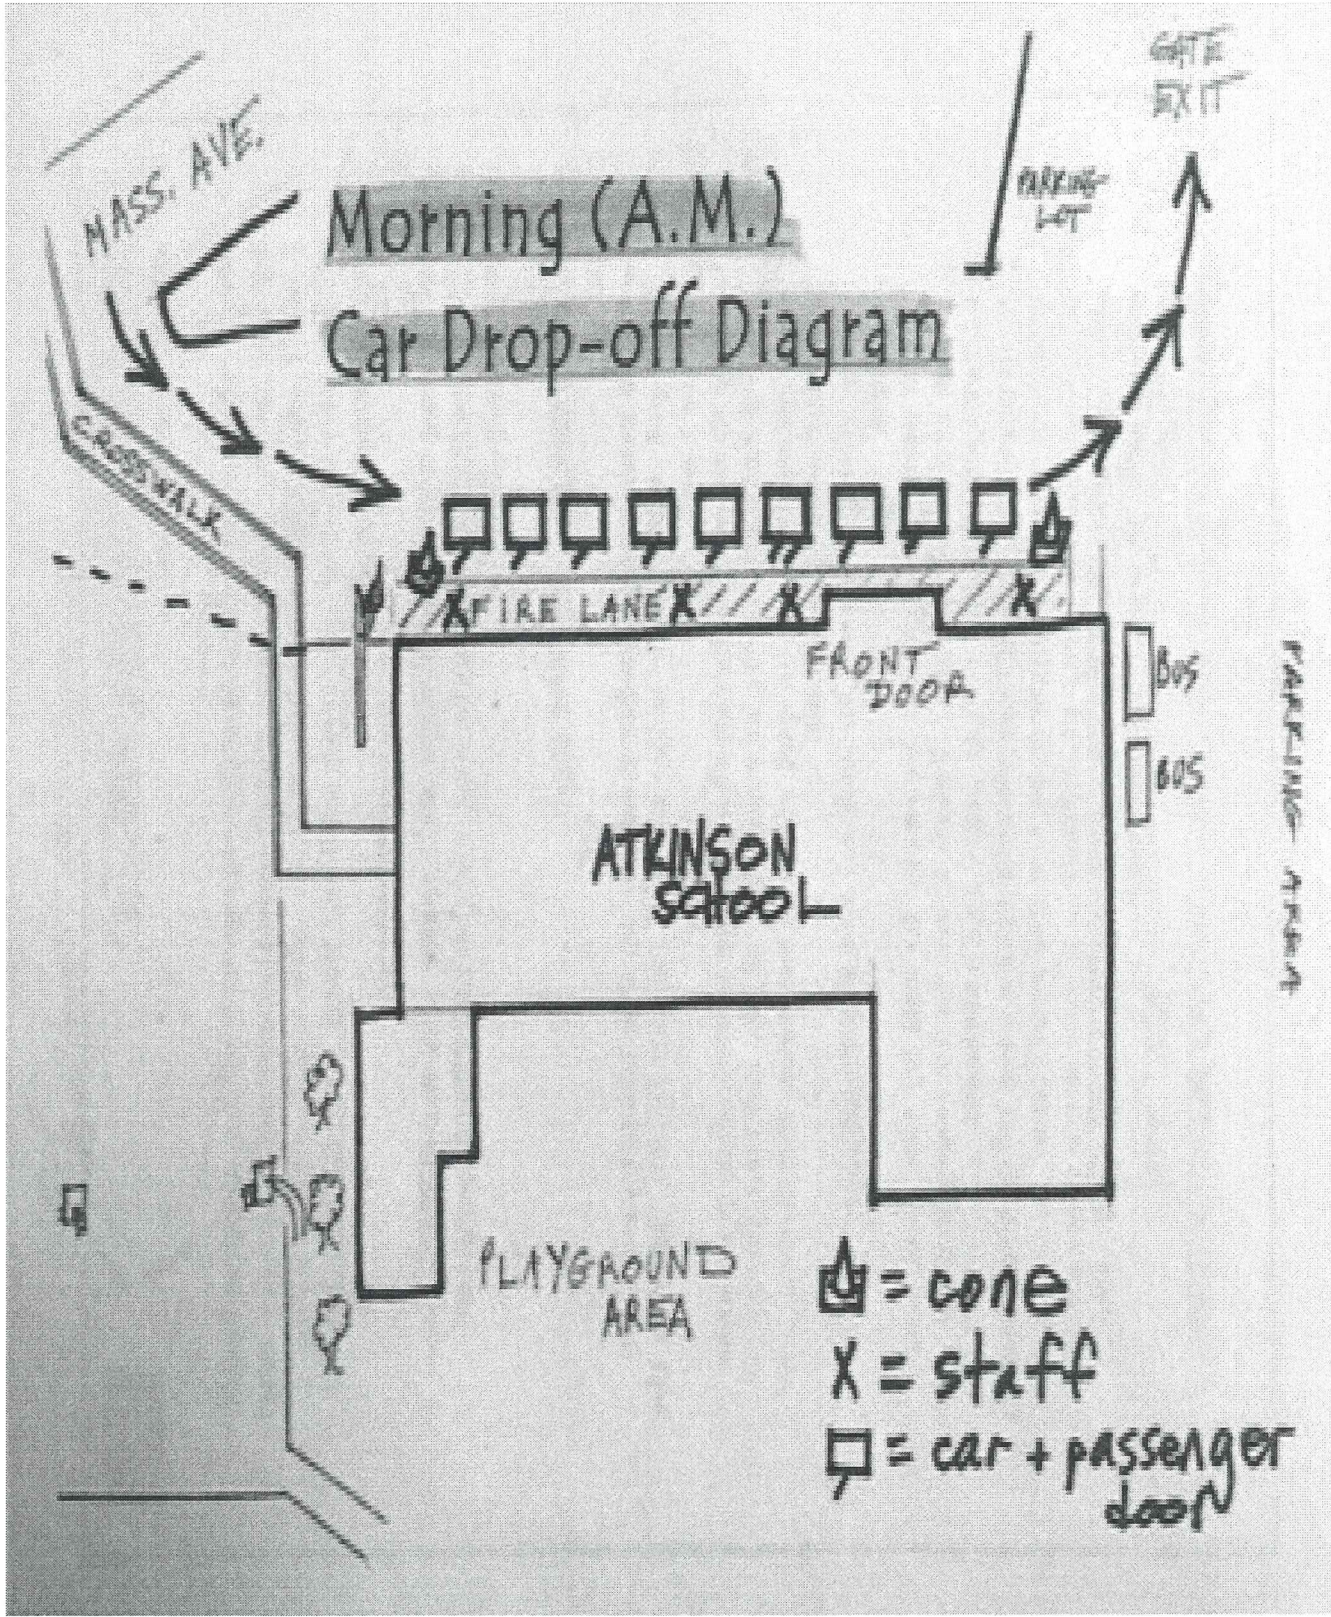 GATE
EXIT
MASS. AVE.
Morning (A.M.)
PARKING
LOT
Car Drop-off Diagram
CROSSWALK
X FIRE LANE X X X
FRONT
DOOR
BUS
BUS
PARKING AREA
ATKINSON
SCHOOL
PLAYGROUND
AREA
= cone
X = staff
= car + passenger
door